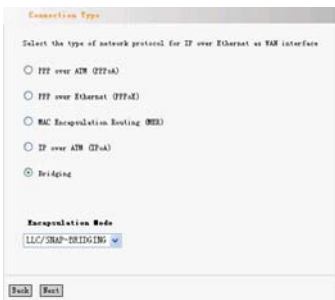 Connection Type
Select the type of network protocol for IP over Ethernet as WAN interface
PPP over ATM (PPPoA)
PPP over Ethernet (PPPoE)
MAC Encapsulation Routing (MER)
IP over ATM (IPoA)
Bridging
Encapsulation Mode
LLC/SNAP-BRIDGING
Back Next